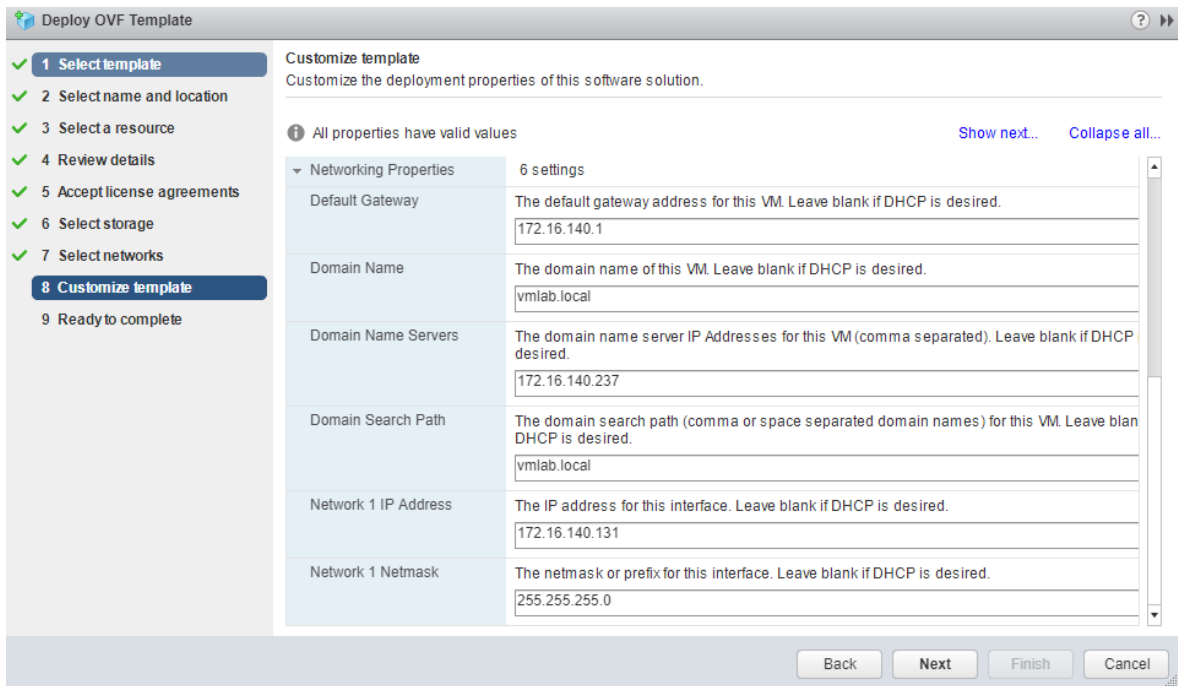 Deploy OVF Template
1 Select template
2 Select name and location
3 Select a resource
4 Review details
5 Accept license agreements
6 Select storage
7 Select networks
8 Customize template
9 Ready to complete
Customize template
Customize the deployment properties of this software solution.
All properties have valid values
Show next...
Collapse all...
Networking Properties
6 settings
Default Gateway
The default gateway address for this VM. Leave blank if DHCP is desired.
172.16.140.1
Domain Name
The domain name of this VM. Leave blank if DHCP is desired.
vmlab.local
Domain Name Servers
The domain name server IP Addresses for this VM (comma separated). Leave blank if DHCP
desired.
172.16.140.237
Domain Search Path
The domain search path (comma or space separated domain names) for this VM. Leave blan
DHCP is desired.
vmlab.local
Network 1 IP Address
The IP address for this interface. Leave blank if DHCP is desired.
172.16.140.131
Network 1 Netmask
The netmask or prefix for this interface. Leave blank if DHCP is desired.
255.255.255.0
Back
Next
Finish
Cancel